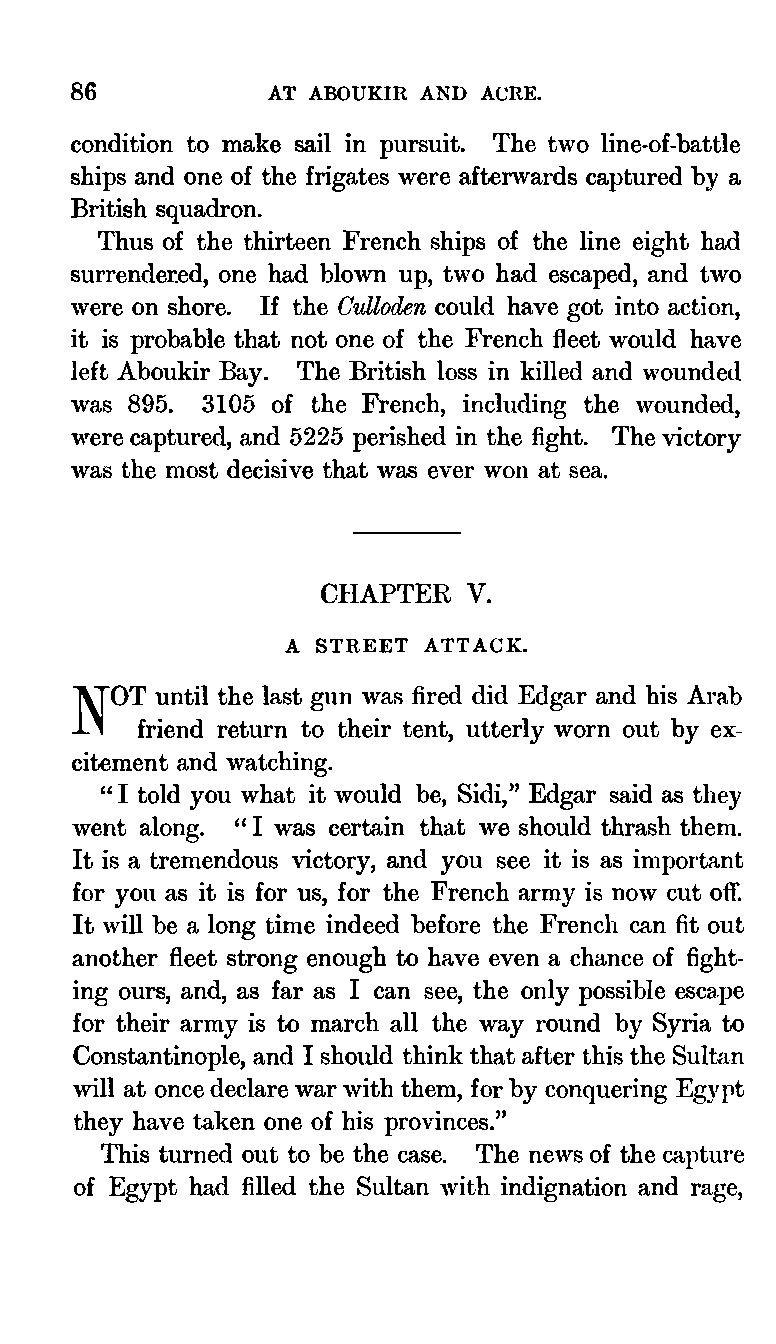 86 AT ABOUKIR AND ACRE.
condition to make sail in pursuit. The two line-of-battle
ships and one of the frigates were afterwards captured by a
British squadron.
Thus of the thirteen French ships of the line eight had
surrendered, one had blown up, two had escaped, and two
were on shore. If the Culloden could have got into action,
it is probable that not one of the French fleet would have
left Aboukir Bay. The British loss in killed and wounded
was 895. 3105 of the French, including the wounded,
were captured, and 5225 perished in the fight. The victory
was the most decisive that was ever won at sea.
CHAPTER V.
A STREET ATTACK.
NOT until the last gun was fired did Edgar and his Arab
friend return to their tent, utterly worn out by ex-
citement and watching.
"I told you what it would be, Sidi," Edgar said as they
went along. "I was certain that we should thrash them.
It is a tremendous victory, and you see it is as important
for you as it is for us, for the French army is now cut off.
It will be a long time indeed before the French can fit out
another fleet strong enough to have even a chance of fight-
ing ours, and, as far as I can see, the only possible escape
for their army is to march all the way round by Syria to
Constantinople, and I should think that after this the Sultan
will at once declare war with them, for by conquering Egypt
they have taken one of his provinces."
This turned out to be the case. The news of the capture
of Egypt had filled the Sultan with indignation and rage,